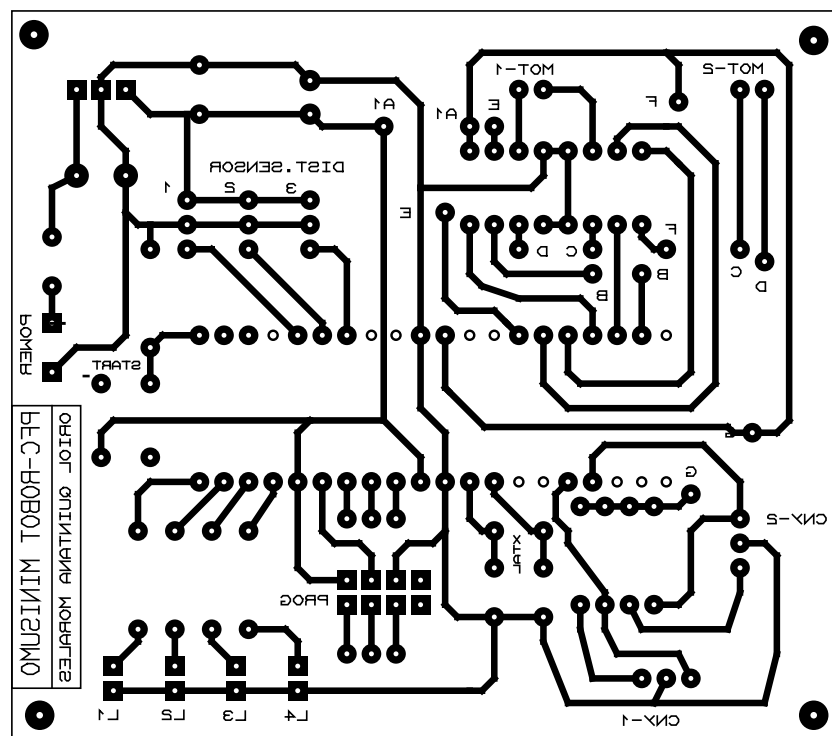 MOT-1
MOT-2
A1
A1
E
F
DIST.SENSOR
1
2
3
E
F
D
C
C
D
B
B
POWER
+
START
-
G
CNY-2
XTAL
PROG
PFC-ROBOT MINISUMO
ORIOL QUINTANA MORALES
L1
L2
L3
L4
CNY-1